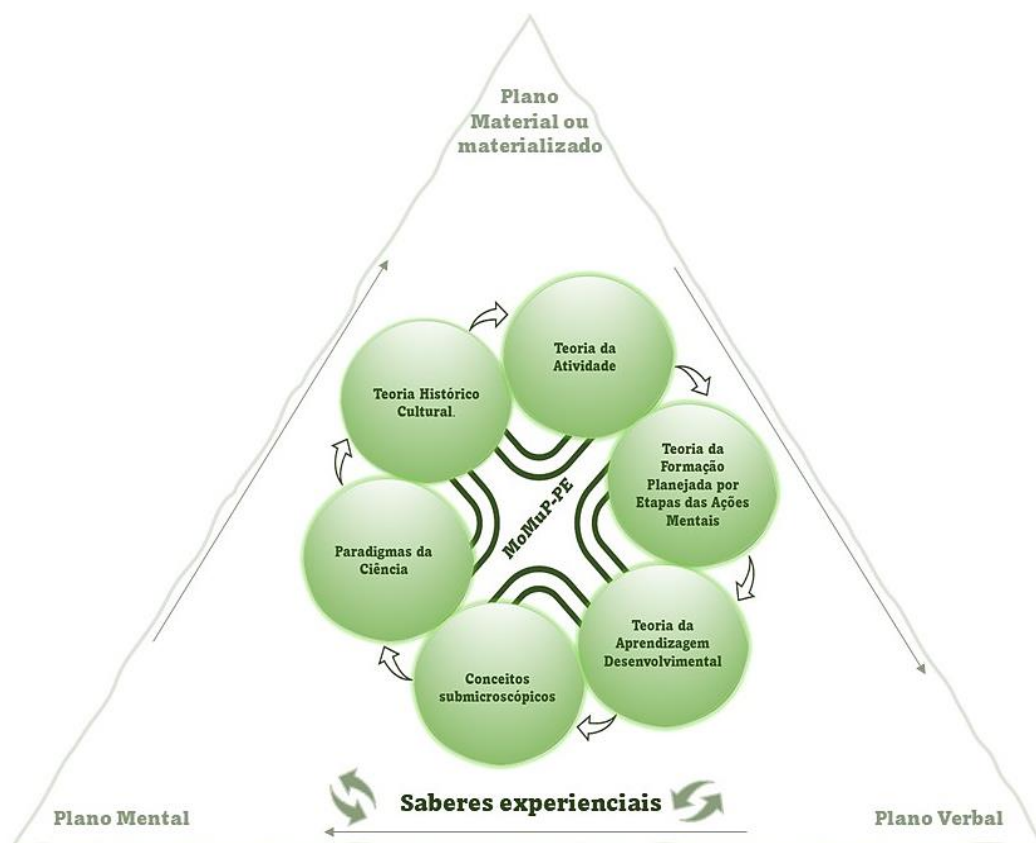 Plano
Material ou
materializado
Teoria da
Atividade
Teoria Histórico
Cultural.
Teoria da
Formação
Planejada por
Etapas das Ações
Mentais
MoMuP-PE
Paradigmas da
Ciência
Teoria da
Aprendizagem
Desenvolvimental
Conceitos
submicroscópicos
Saberes experienciais
Plano Mental
Plano Verbal